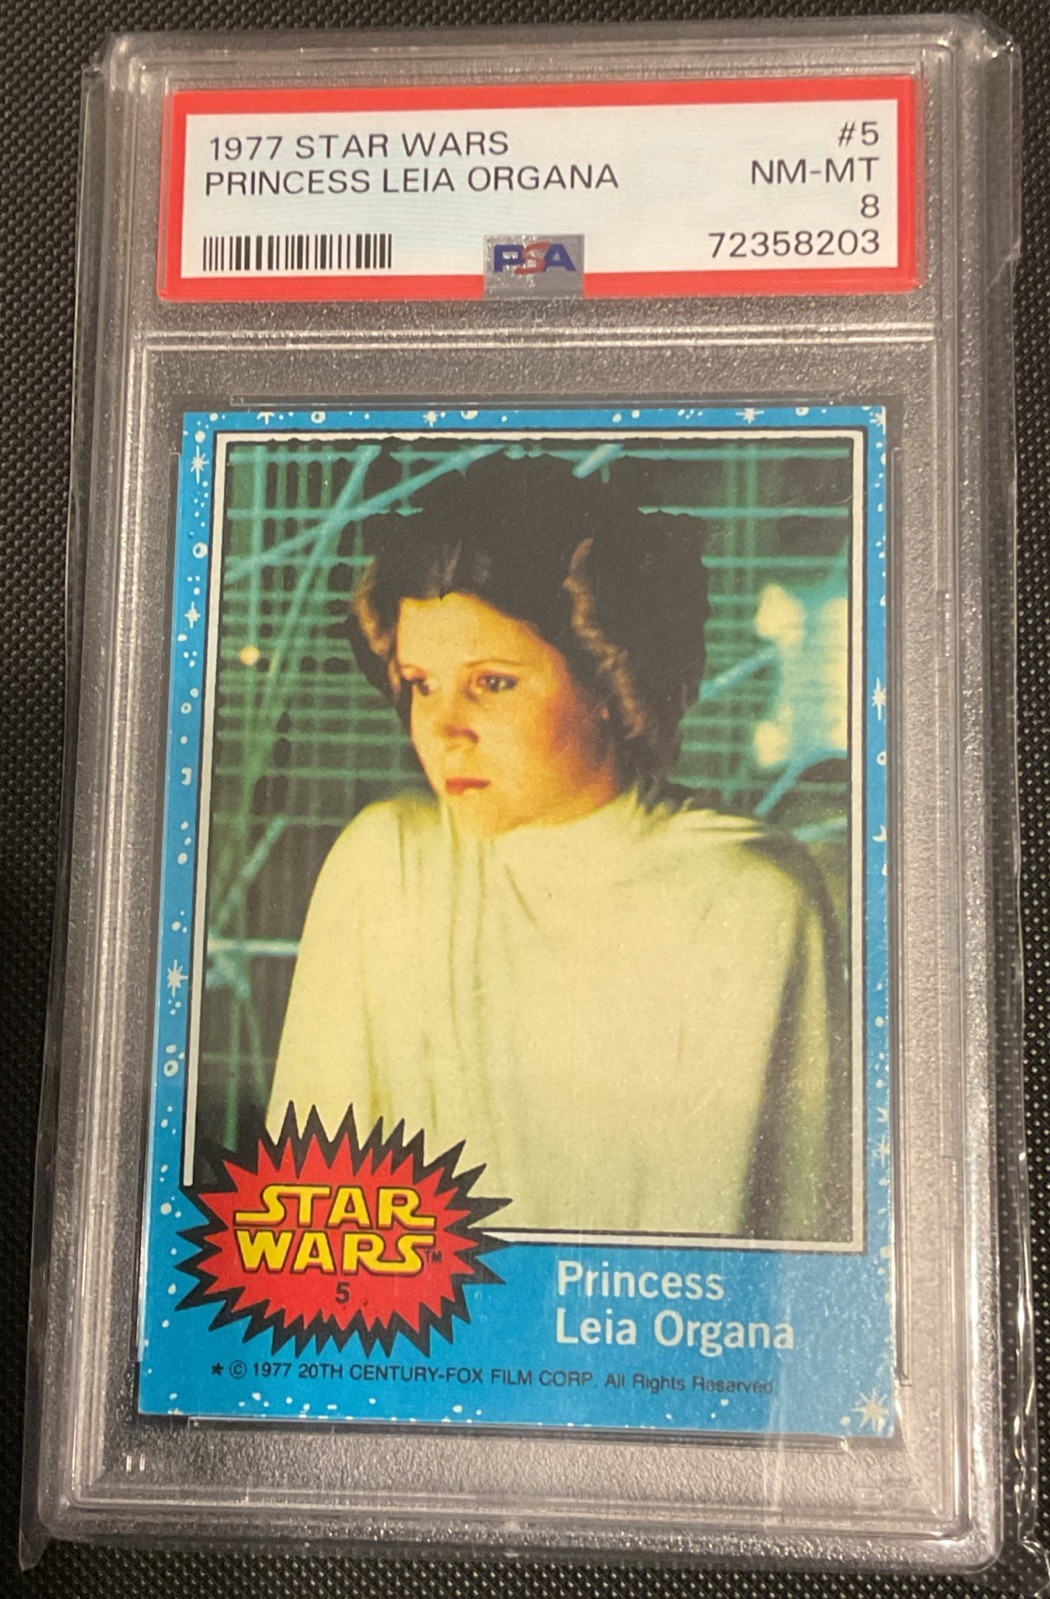 1977 STAR WARS #5
PRINCESS LEIA ORGANA NM-MT
8
PSA 72358203
STAR
WARS™
5
Princess
Leia Organa
★ © 1977 20TH CENTURY-FOX FILM CORP. All Rights Reserved.